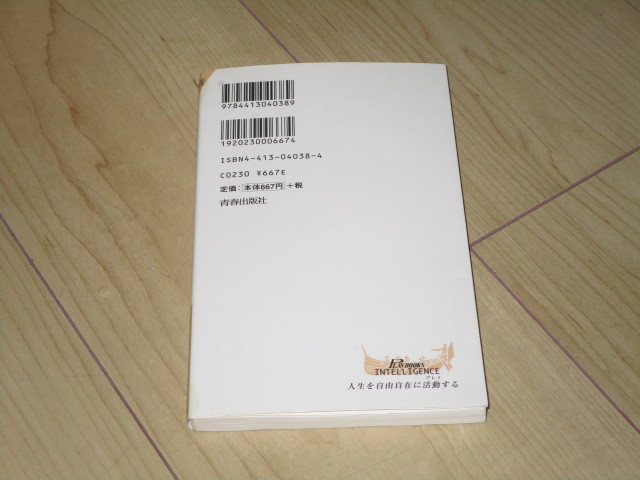 9784413040389
1920230006674
ISBN4-413-04038-4
C0230 ¥667E
定価：本体667円＋税
青春出版社
PLAYBOOKS
INTELLIGENCE
プレイ
人生を自由自在に活動する